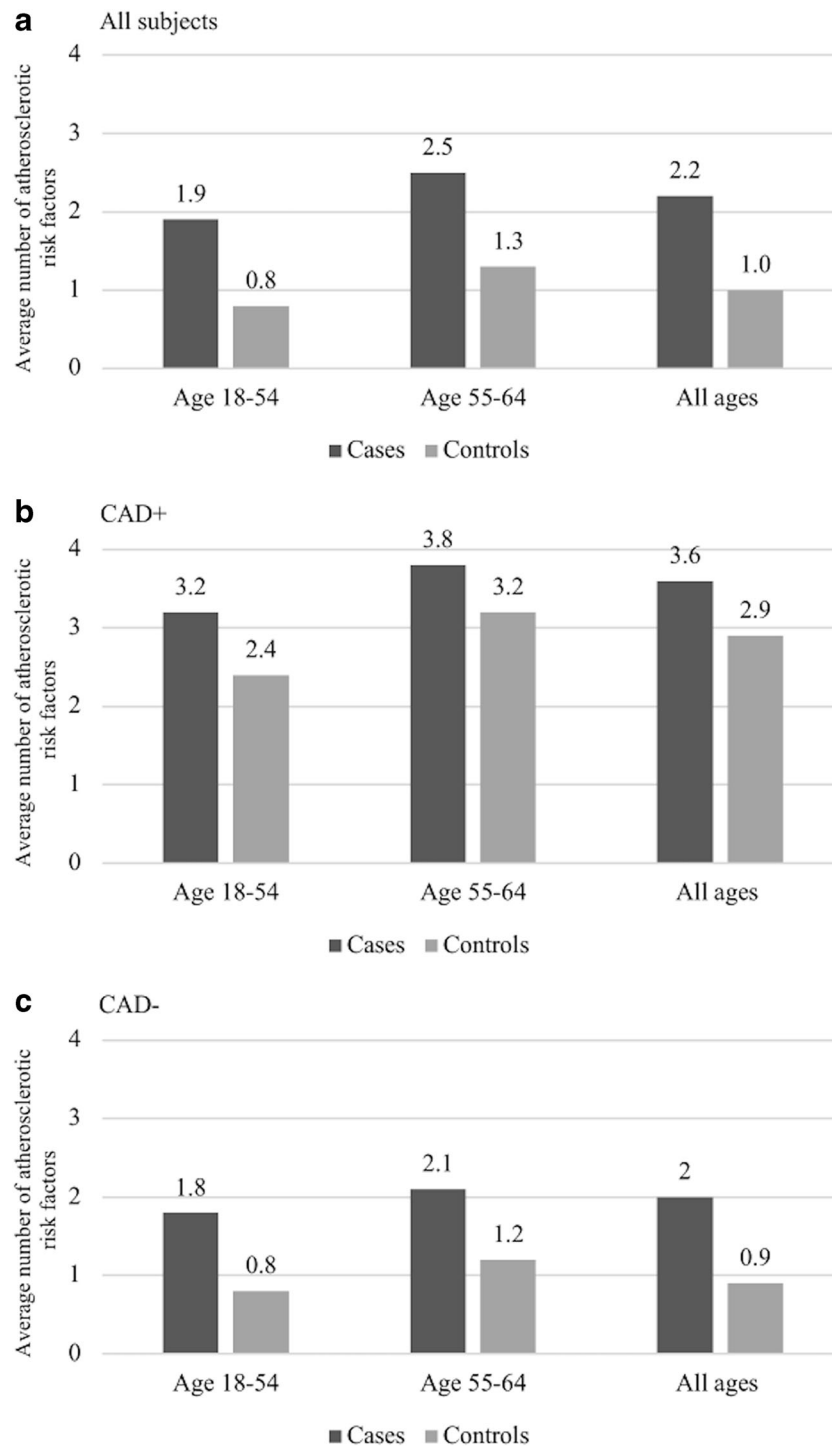 a All subjects
Average number of atherosclerotic
risk factors
4
3
2
1
0
1.9
0.8
2.5
1.3
2.2
1.0
Age 18-54 Age 55-64 All ages
Cases Controls
b CAD+
Average number of atherosclerotic
risk factors
4
3
2
1
0
3.2
2.4
3.8
3.2
3.6
2.9
Age 18-54 Age 55-64 All ages
Cases Controls
c CAD-
Average number of atherosclerotic
risk factors
4
3
2
1
0
1.8
0.8
2.1
1.2
2
0.9
Age 18-54 Age 55-64 All ages
Cases Controls